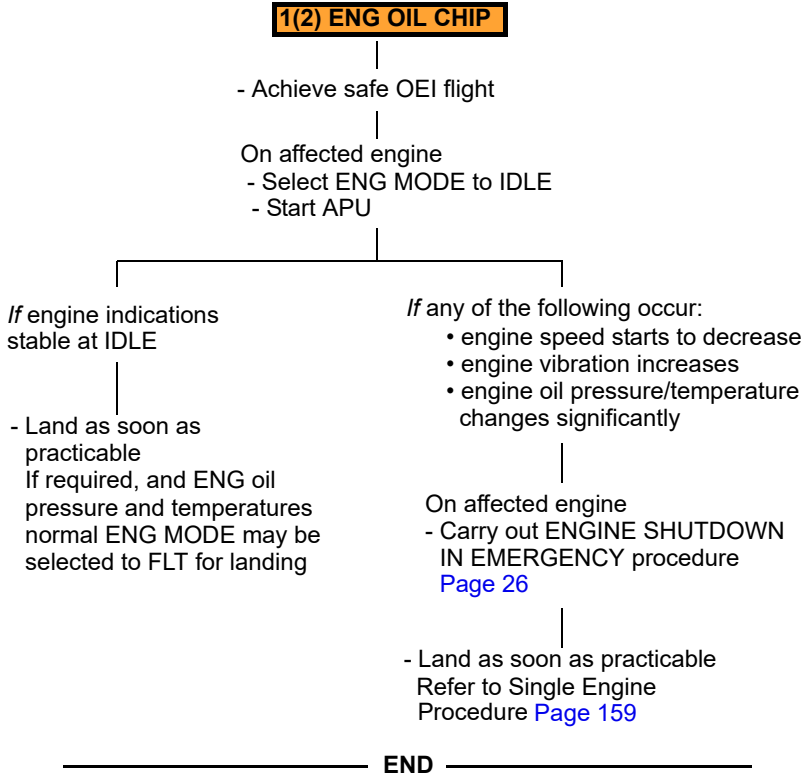 1(2) ENG OIL CHIP
- Achieve safe OEI flight
On affected engine
- Select ENG MODE to IDLE
- Start APU
If engine indications
stable at IDLE
- Land as soon as
practicable
If required, and ENG oil
pressure and temperatures
normal ENG MODE may be
selected to FLT for landing
If any of the following occur:
• engine speed starts to decrease
• engine vibration increases
• engine oil pressure/temperature
changes significantly
On affected engine
- Carry out ENGINE SHUTDOWN
IN EMERGENCY procedure
Page 26
- Land as soon as practicable
Refer to Single Engine
Procedure Page 159
END